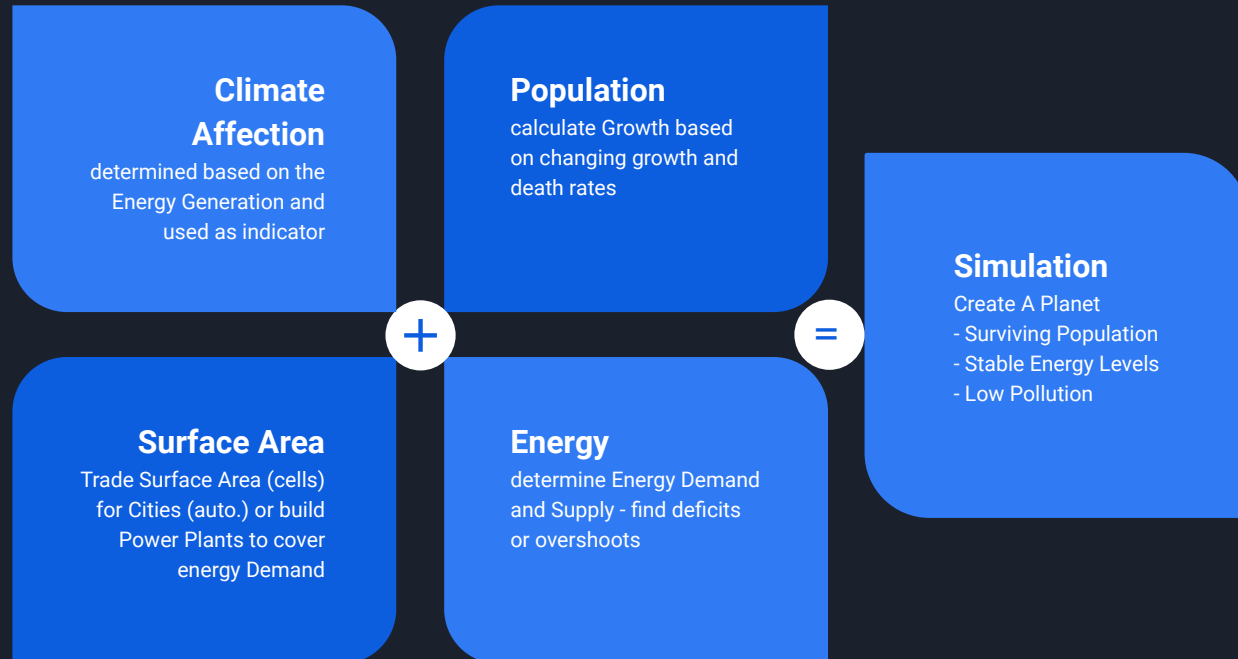 Climate
Affection
determined based on the
Energy Generation and
used as indicator
Population
calculate Growth based
on changing growth and
death rates
+
Surface Area
Trade Surface Area (cells)
for Cities (auto.) or build
Power Plants to cover
energy Demand
Energy
determine Energy Demand
and Supply - find deficits
or overshoots
=
Simulation
Create A Planet
- Surviving Population
- Stable Energy Levels
- Low Pollution